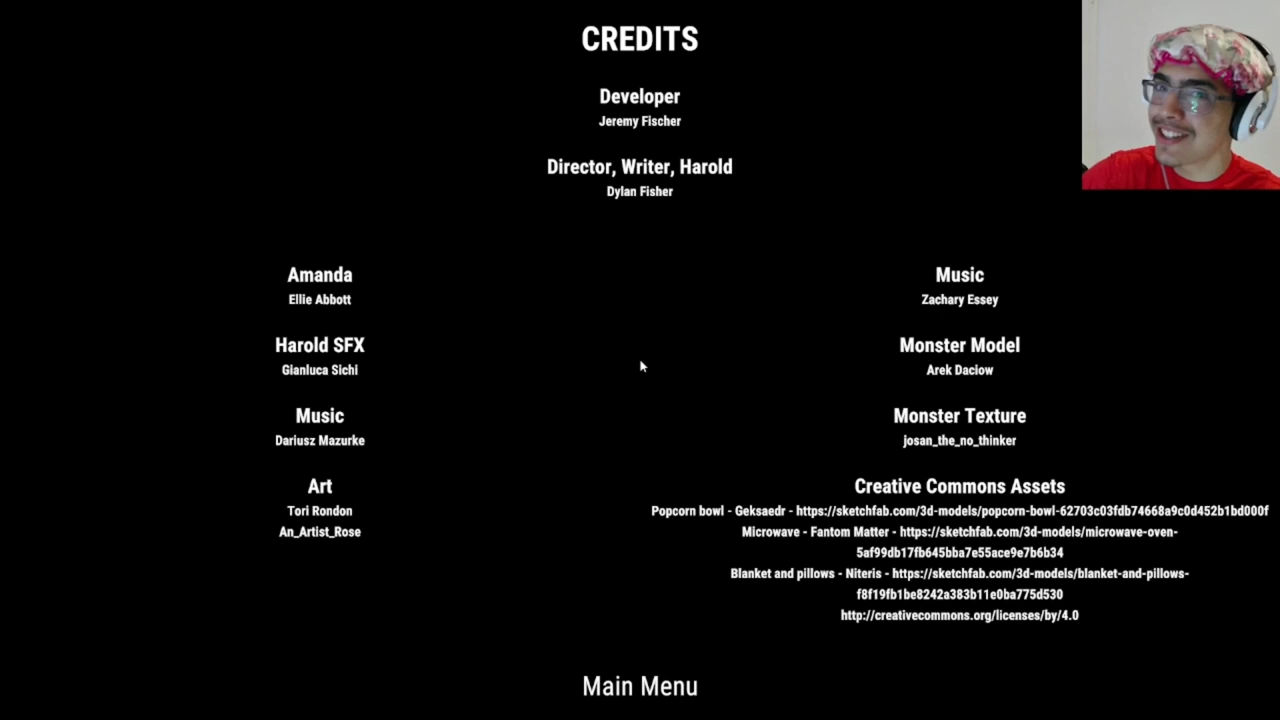 CREDITS
Developer
Jeremy Fischer
Director, Writer, Harold
Dylan Fisher
Amanda
Ellie Abbott
Harold SFX
Gianluca Sichi
Music
Dariusz Mazurke
Art
Tori Rondon
An_Artist_Rose
Music
Zachary Essey
Monster Model
Arek Daciow
Monster Texture
josan_the_no_thinker
Creative Commons Assets
Popcorn bowl - Geksaedr - https://sketchfab.com/3d-models/popcorn-bowl-62703c03fdb74668a9c0d452b1bd000f
Microwave - Fantom Matter - https://sketchfab.com/3d-models/microwave-oven-
5af99db17fb645bba7e55ace9e7b6b34
Blanket and pillows - Niteris - https://sketchfab.com/3d-models/blanket-and-pillows-
f8f19fb1be8242a383b11e0ba775d530
http://creativecommons.org/licenses/by/4.0
Main Menu